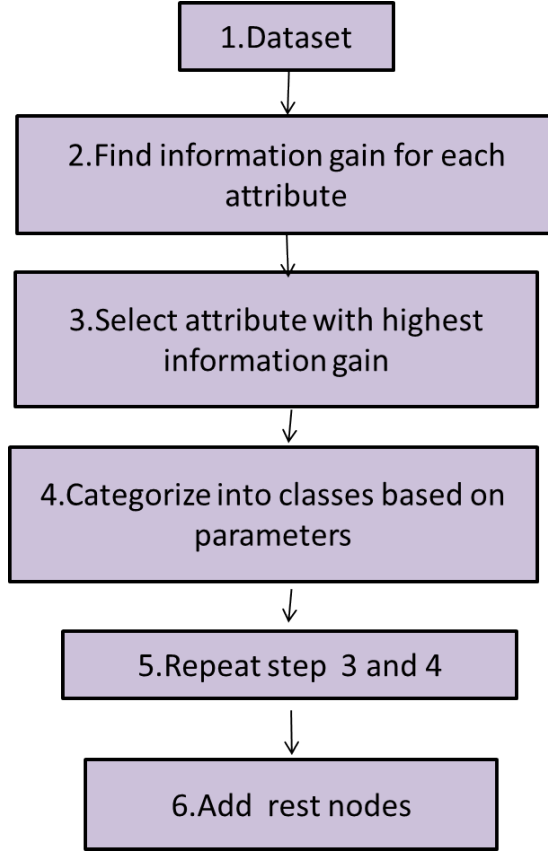 1.Dataset
2.Find information gain for each
attribute
3.Select attribute with highest
information gain
4.Categorize into classes based on
parameters
5.Repeat step  3 and 4
6.Add  rest nodes